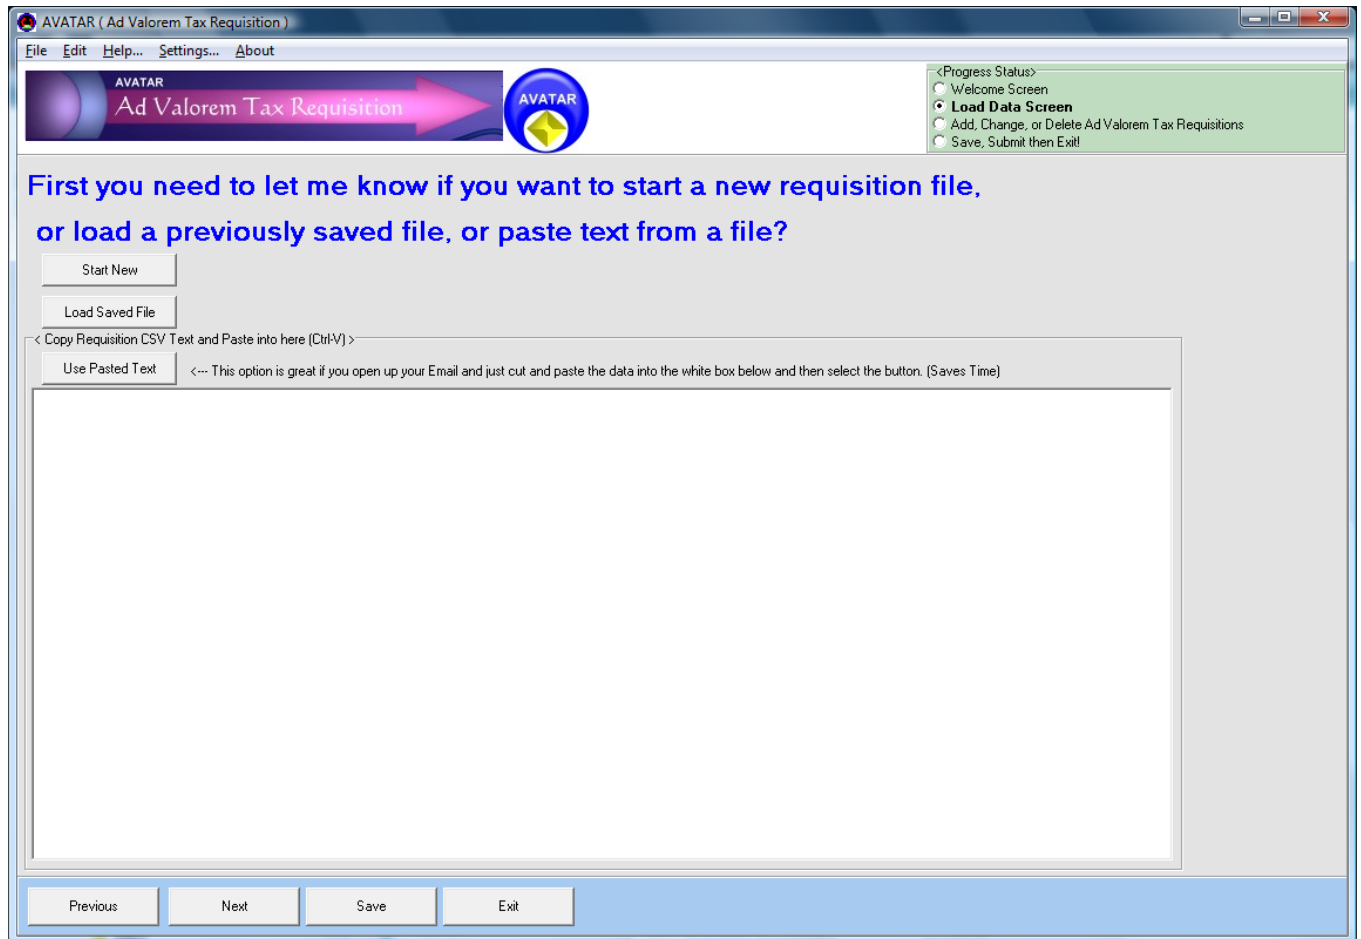 AVATAR ( Ad Valorem Tax Requisition )
File Edit Help... Settings... About
AVATAR
Ad Valorem Tax Requisition
AVATAR
<Progress Status>
Welcome Screen
Load Data Screen
Add, Change, or Delete Ad Valorem Tax Requisitions
Save, Submit then Exit!
First you need to let me know if you want to start a new requisition file,
or load a previously saved file, or paste text from a file?
Start New
Load Saved File
< Copy Requisition CSV Text and Paste into here (Ctrl-V) >
Use Pasted Text <--- This option is great if you open up your Email and just cut and paste the data into the white box below and then select the button. (Saves Time)
Previous Next Save Exit